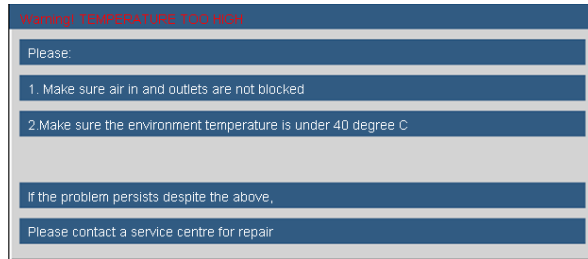 Warning! TEMPERATURE TOO HIGH
Please:
1. Make sure air in and outlets are not blocked
2.Make sure the environment temperature is under 40 degree C
If the problem persists despite the above,
Please contact a service centre for repair